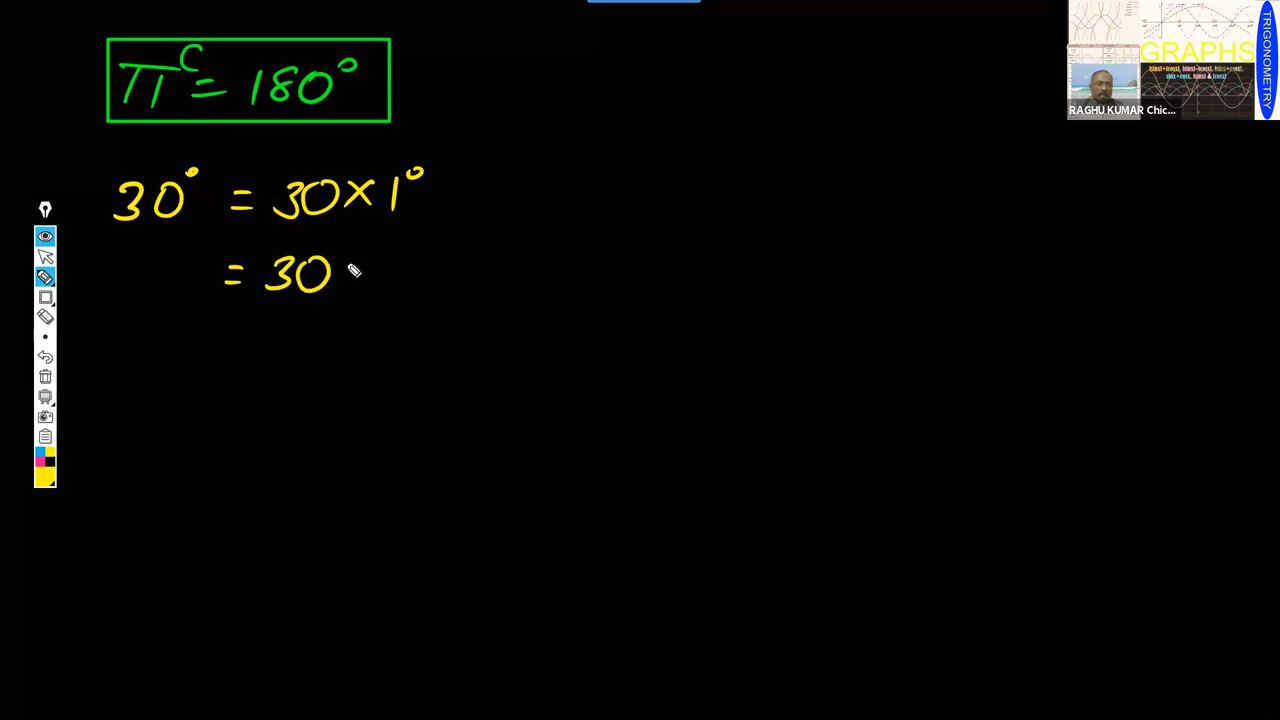 π^c = 180°
30° = 30 × 1°
= 30
GRAPHS
TRIGONOMETRY
RAGHU KUMAR Chic...